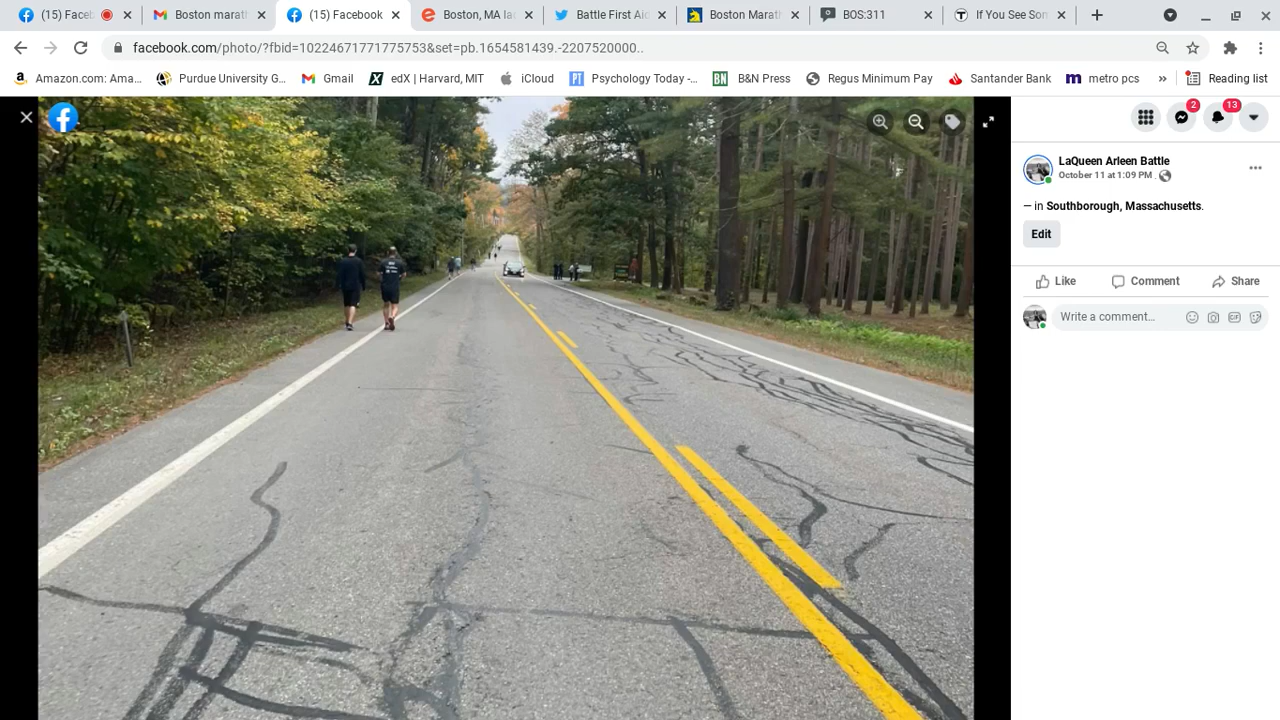 (15) Faceb
Boston marat
(15) Facebook
Boston, MA la
Battle First Aid
Boston Marat
BOS:311
If You See Som
facebook.com/photo/?fbid=10224671771775753&set=pb.1654581439.-2207520000..
Amazon.com: Ama...
Purdue University G...
Gmail
edX | Harvard, MIT
iCloud
Psychology Today -...
B&N Press
Regus Minimum Pay
Santander Bank
metro pcs
»
Reading list
2
13
LaQueen Arleen Battle
October 11 at 1:09 PM ·
— in Southborough, Massachusetts.
Edit
Like
Comment
Share
Write a comment...